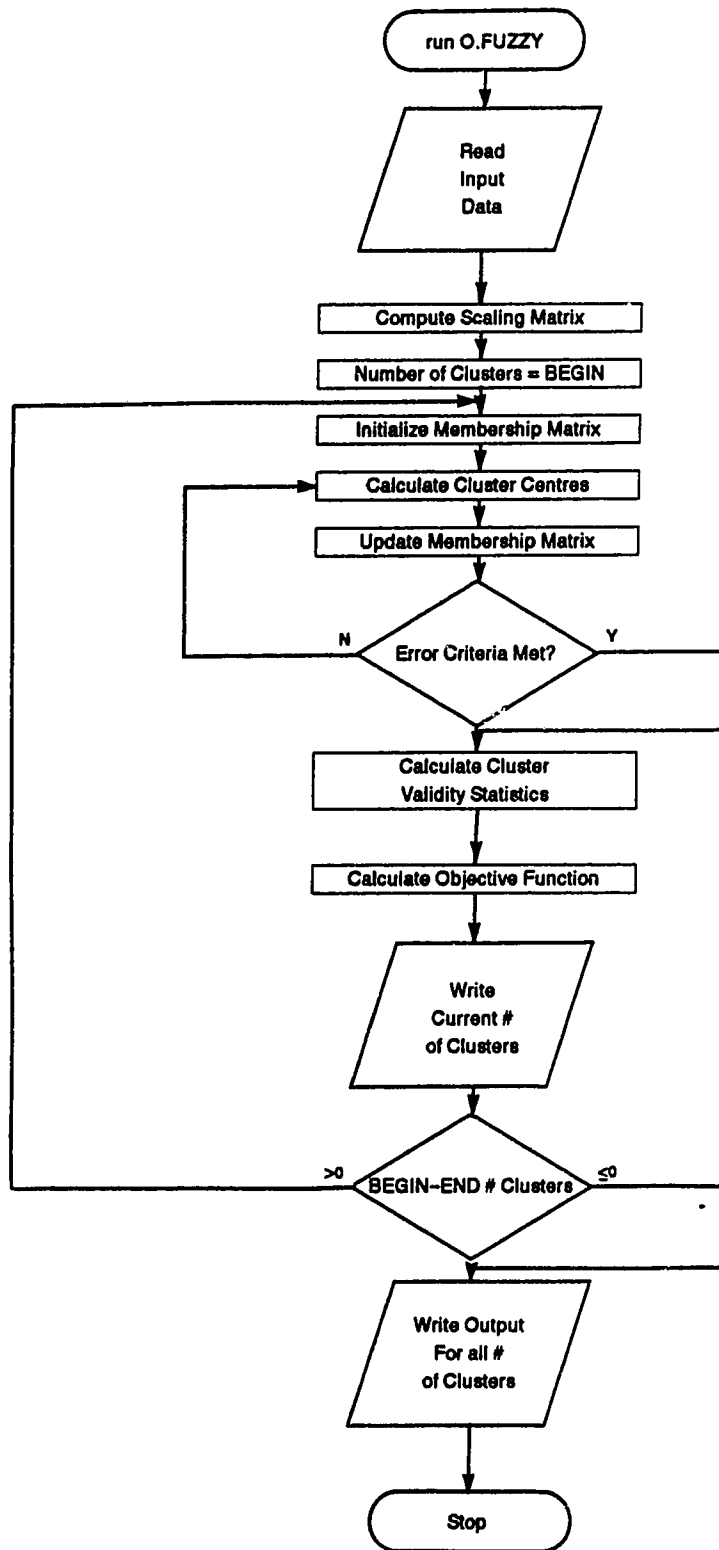 run O.FUZZY
Read
Input
Data
Compute Scaling Matrix
Number of Clusters = BEGIN
Initialize Membership Matrix
Calculate Cluster Centres
Update Membership Matrix
N
Error Criteria Met?
Y
Calculate Cluster
Validity Statistics
Calculate Objective Function
Write
Current #
of Clusters
>0
BEGIN-END # Clusters
≤0
Write Output
For all #
of Clusters
Stop